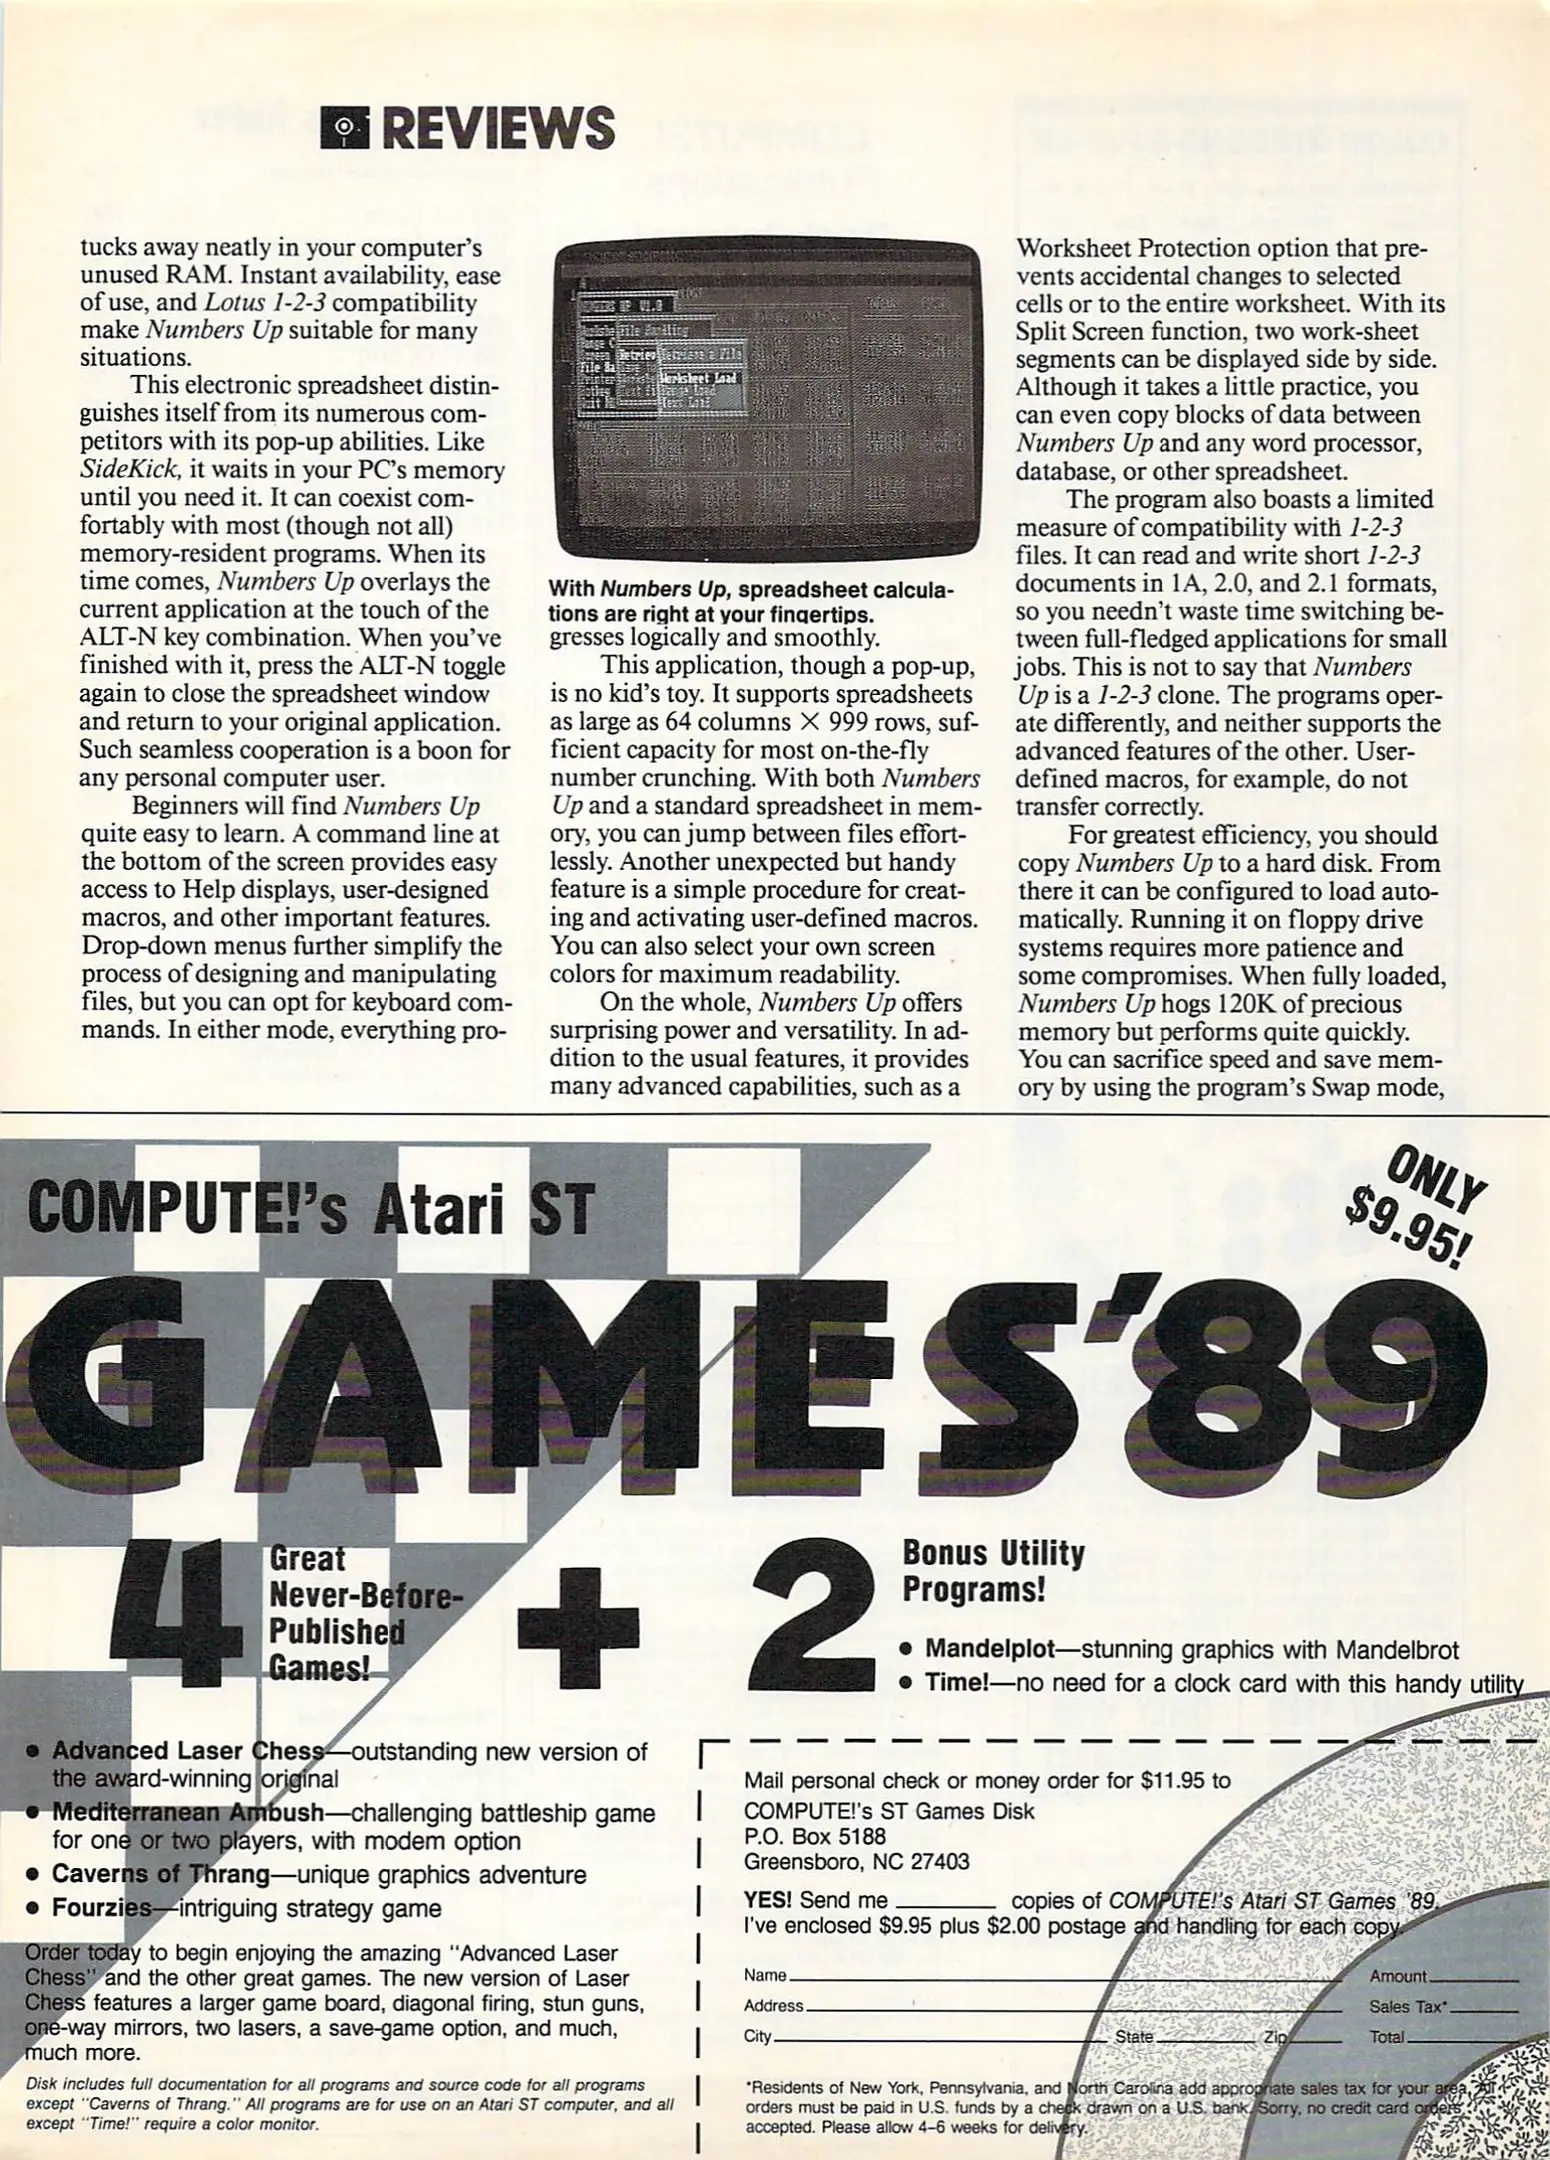 REVIEWS
tucks away neatly in your computer's
unused RAM. Instant availability, ease
of use, and Lotus 1-2-3 compatibility
make Numbers Up suitable for many
situations.
This electronic spreadsheet distin-
guishes itself from its numerous com-
petitors with its pop-up abilities. Like
SideKick, it waits in your PC's memory
until you need it. It can coexist com-
fortably with most (though not all)
memory-resident programs. When its
time comes, Numbers Up overlays the
current application at the touch of the
ALT-N key combination. When you've
finished with it, press the ALT-N toggle
again to close the spreadsheet window
and return to your original application.
Such seamless cooperation is a boon for
any personal computer user.
Beginners will find Numbers Up
quite easy to learn. A command line at
the bottom of the screen provides easy
access to Help displays, user-designed
macros, and other important features.
Drop-down menus further simplify the
process of designing and manipulating
files, but you can opt for keyboard com-
mands. In either mode, everything pro-
File Handling
Retrieve a File
Worksheet Load
With Numbers Up, spreadsheet calcula-
tions are right at your fingertips.
gresses logically and smoothly.
This application, though a pop-up,
is no kid's toy. It supports spreadsheets
as large as 64 columns × 999 rows, suf-
ficient capacity for most on-the-fly
number crunching. With both Numbers
Up and a standard spreadsheet in mem-
ory, you can jump between files effort-
lessly. Another unexpected but handy
feature is a simple procedure for creat-
ing and activating user-defined macros.
You can also select your own screen
colors for maximum readability.
On the whole, Numbers Up offers
surprising power and versatility. In ad-
dition to the usual features, it provides
many advanced capabilities, such as a
Worksheet Protection option that pre-
vents accidental changes to selected
cells or to the entire worksheet. With its
Split Screen function, two work-sheet
segments can be displayed side by side.
Although it takes a little practice, you
can even copy blocks of data between
Numbers Up and any word processor,
database, or other spreadsheet.
The program also boasts a limited
measure of compatibility with 1-2-3
files. It can read and write short 1-2-3
documents in 1A, 2.0, and 2.1 formats,
so you needn't waste time switching be-
tween full-fledged applications for small
jobs. This is not to say that Numbers
Up is a 1-2-3 clone. The programs oper-
ate differently, and neither supports the
advanced features of the other. User-
defined macros, for example, do not
transfer correctly.
For greatest efficiency, you should
copy Numbers Up to a hard disk. From
there it can be configured to load auto-
matically. Running it on floppy drive
systems requires more patience and
some compromises. When fully loaded,
Numbers Up hogs 120K of precious
memory but performs quite quickly.
You can sacrifice speed and save mem-
ory by using the program's Swap mode,
COMPUTE!'s Atari ST
ONLY
$9.95!
GAMES '89
4 Great
Never-Before-
Published
Games!
+
2 Bonus Utility
Programs!
• Mandelplot—stunning graphics with Mandelbrot
• Time!—no need for a clock card with this handy utility
• Advanced Laser Chess—outstanding new version of
the award-winning original
• Mediterranean Ambush—challenging battleship game
for one or two players, with modem option
• Caverns of Thrang—unique graphics adventure
• Fourzies—intriguing strategy game
Order today to begin enjoying the amazing "Advanced Laser
Chess" and the other great games. The new version of Laser
Chess features a larger game board, diagonal firing, stun guns,
one-way mirrors, two lasers, a save-game option, and much,
much more.
Disk includes full documentation for all programs and source code for all programs
except "Caverns of Thrang." All programs are for use on an Atari ST computer, and all
except "Time!" require a color monitor.
Mail personal check or money order for $11.95 to
COMPUTE!'s ST Games Disk
P.O. Box 5188
Greensboro, NC 27403
YES! Send me ______ copies of COMPUTE!'s Atari ST Games '89.
I've enclosed $9.95 plus $2.00 postage and handling for each copy.
Name ______ Amount ______
Address ______ Sales Tax* ______
City ______ State ______ Zip ______ Total ______
*Residents of New York, Pennsylvania, and North Carolina add appropriate sales tax for your area. All
orders must be paid in U.S. funds by a check drawn on a U.S. bank. Sorry, no credit card orders
accepted. Please allow 4–6 weeks for delivery.